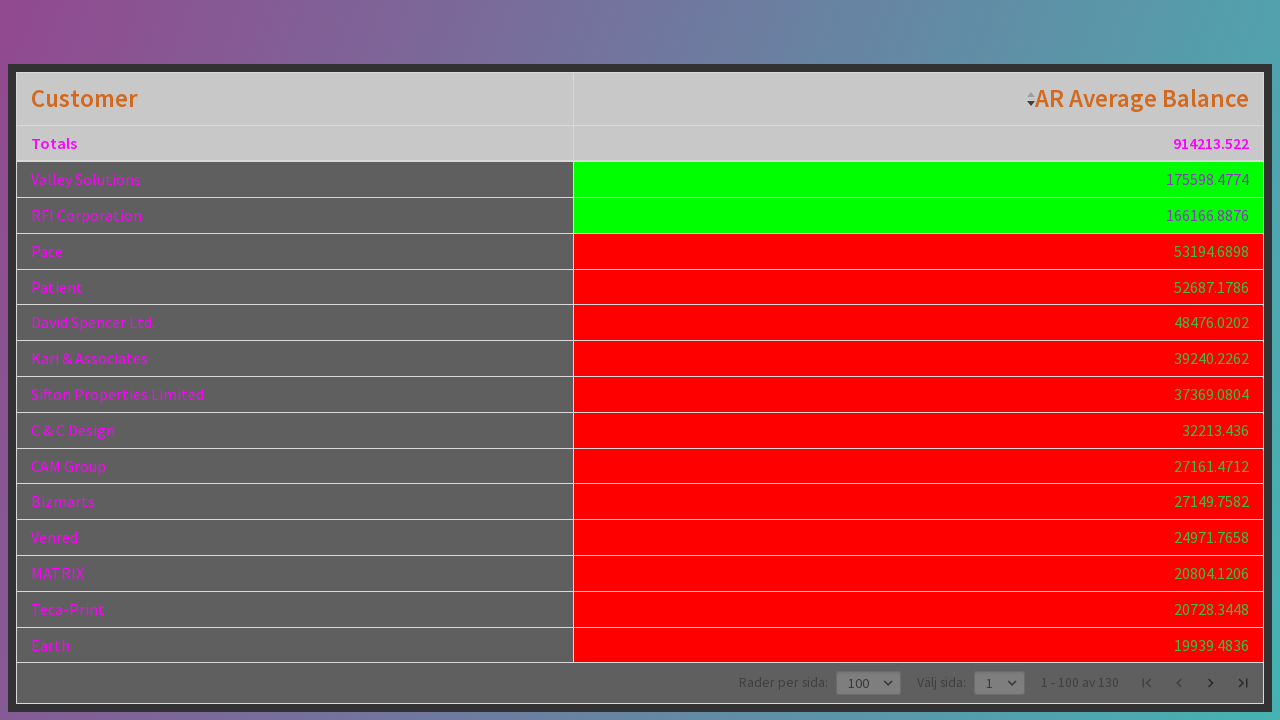 Customer AR Average Balance
Totals 914213.522
Valley Solutions 175598.4774
RFI Corporation 166166.8876
Pace 53194.6898
Patient 52687.1786
David Spencer Ltd 48476.0202
Kari & Associates 39240.2262
Sifton Properties Limited 37369.0804
C & C Design 32213.436
CAM Group 27161.4712
Bizmarts 27149.7582
Venred 24971.7658
MATRIX 20804.1206
Teca-Print 20728.3448
Earth 19939.4836
Rader per sida: 100 Välj sida: 1 1 - 100 av 130